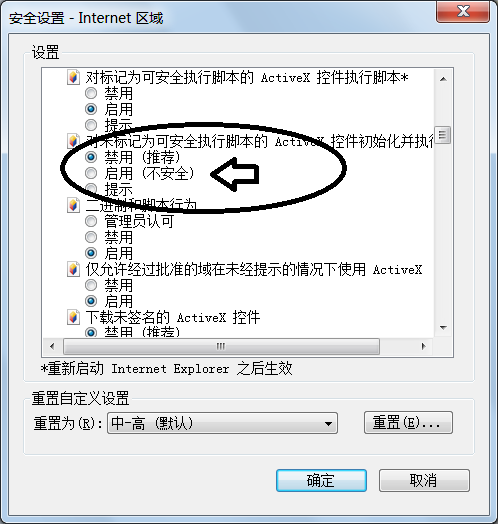 安全设置 - Internet 区域
设置
对标记为可安全执行脚本的 ActiveX 控件执行脚本*
禁用
启用
提示
对未标记为可安全执行脚本的 ActiveX 控件初始化并执行
禁用 (推荐)
启用 (不安全)
提示
二进制和脚本行为
管理员认可
禁用
启用
仅允许经过批准的域在未经提示的情况下使用 ActiveX
禁用
启用
下载未签名的 ActiveX 控件
禁用 (推荐)
*重新启动 Internet Explorer 之后生效
重置自定义设置
重置为(R): 中-高 (默认) 重置(E)...
确定 取消